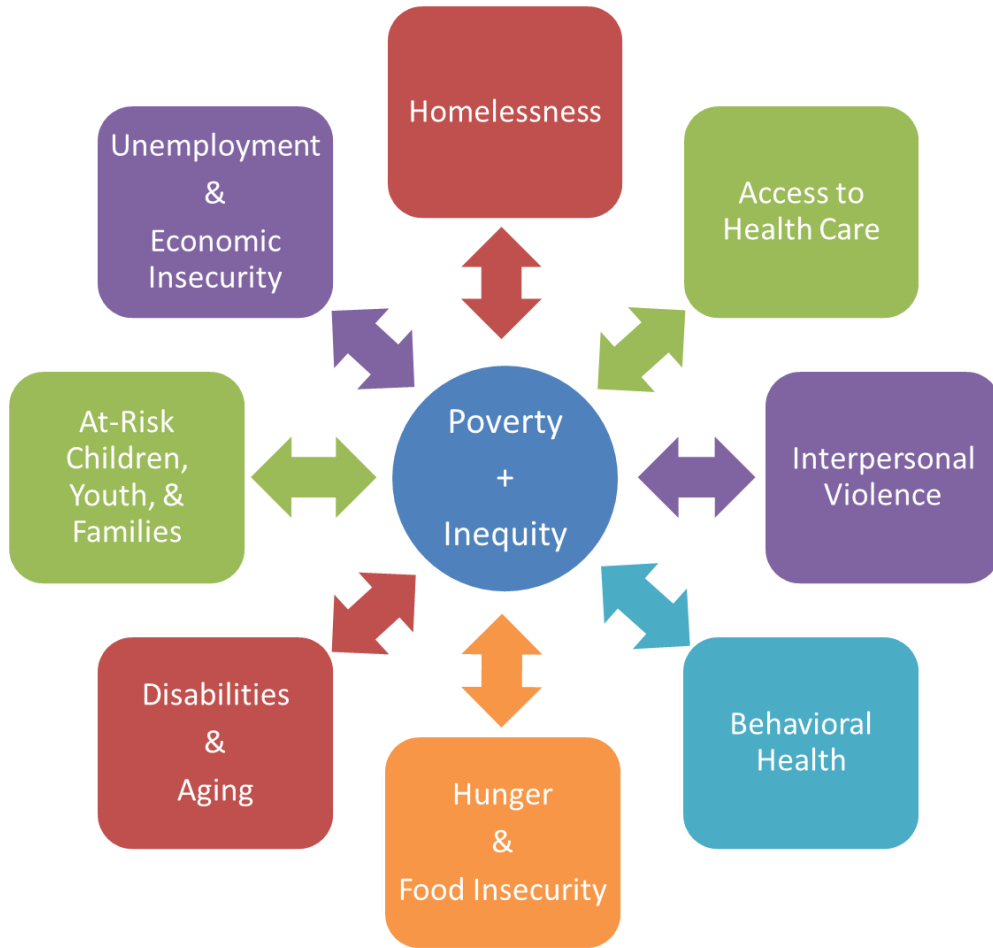 Homelessness
Unemployment
&
Economic
Insecurity
Access to
Health Care
At-Risk
Children,
Youth, &
Families
Poverty
+
Inequity
Interpersonal
Violence
Disabilities
&
Aging
Behavioral
Health
Hunger
&
Food Insecurity